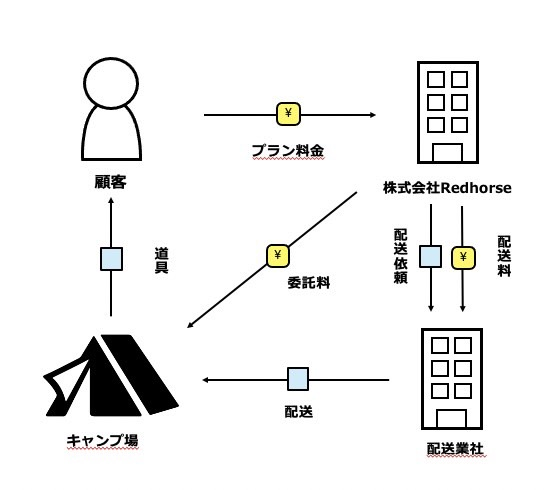 ¥
プラン料金
顧客
株式会社Redhorse
道具
¥
委託料
配送依頼
¥
配送料
配送
キャンプ場
配送業社